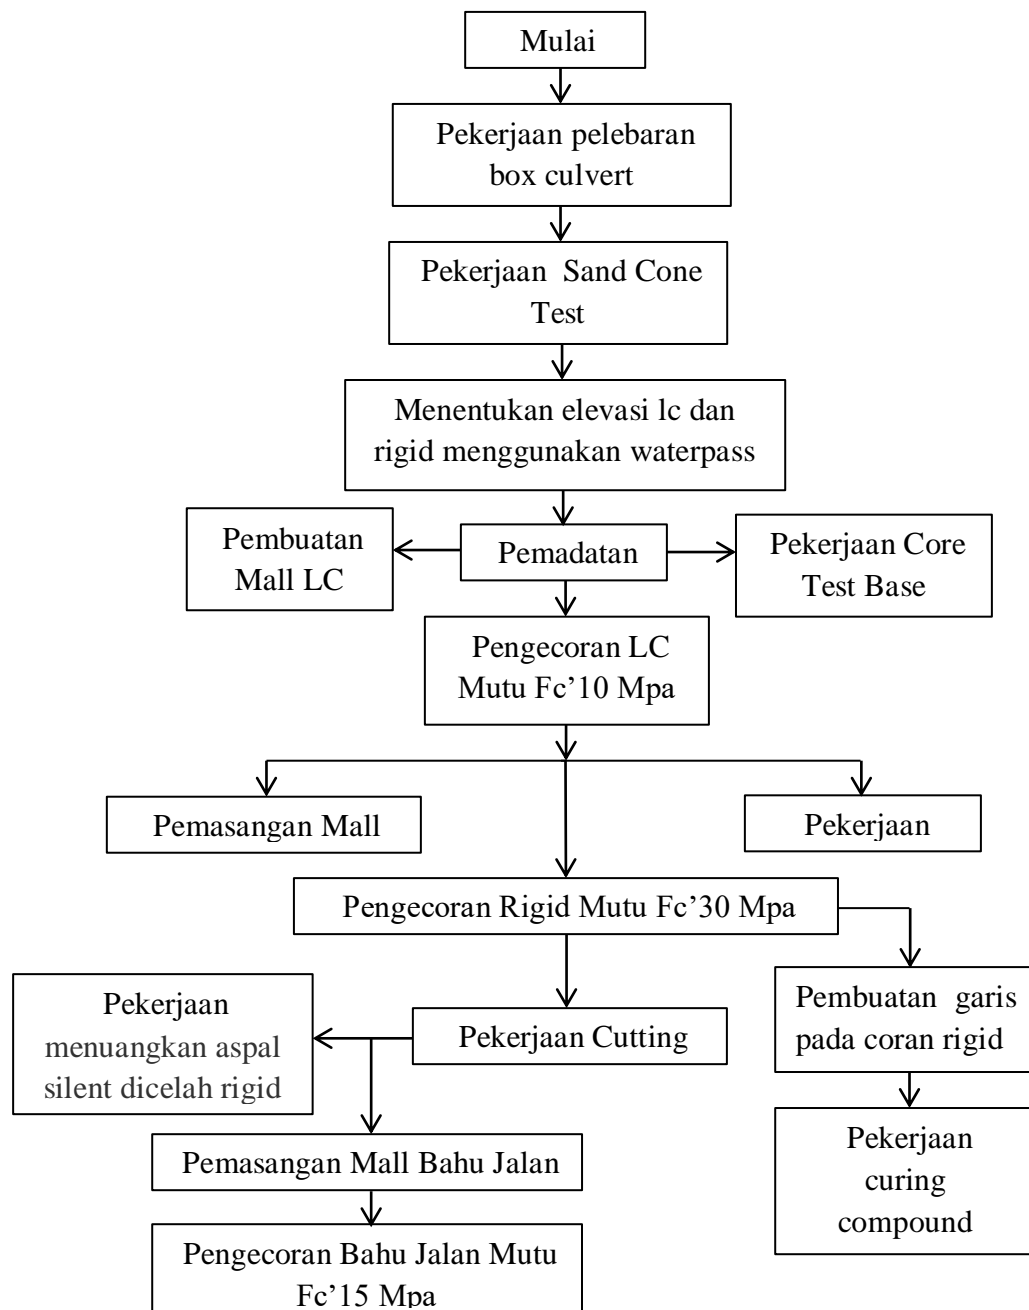 Mulai
Pekerjaan pelebaran
box culvert
Pekerjaan Sand Cone
Test
Menentukan elevasi lc dan
rigid menggunakan waterpass
Pembuatan
Mall LC
Pemadatan
Pekerjaan Core
Test Base
Pengecoran LC
Mutu Fc’10 Mpa
Pemasangan Mall
Pekerjaan
Pengecoran Rigid Mutu Fc’30 Mpa
Pekerjaan
menuangkan aspal
silent dicelah rigid
Pekerjaan Cutting
Pembuatan garis
pada coran rigid
Pemasangan Mall Bahu Jalan
Pekerjaan
curing
compound
Pengecoran Bahu Jalan Mutu
Fc’15 Mpa